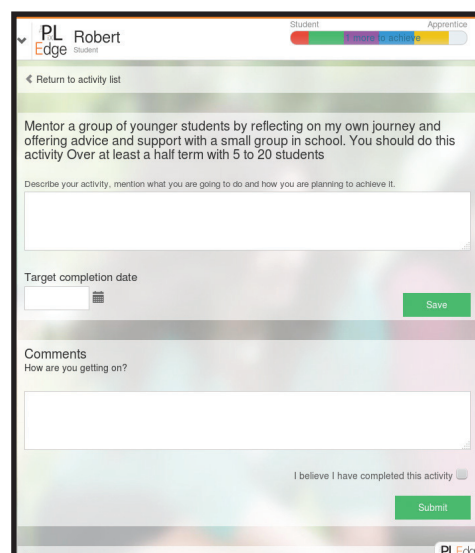 Student
Apprentice
PL
Edge
Robert
Student
1 more to achieve
Return to activity list
Mentor a group of younger students by reflecting on my own journey and
offering advice and support with a small group in school. You should do this
activity Over at least a half term with 5 to 20 students
Describe your activity, mention what you are going to do and how you are planning to achieve it.
Target completion date
Save
Comments
How are you getting on?
I believe I have completed this activity
Submit